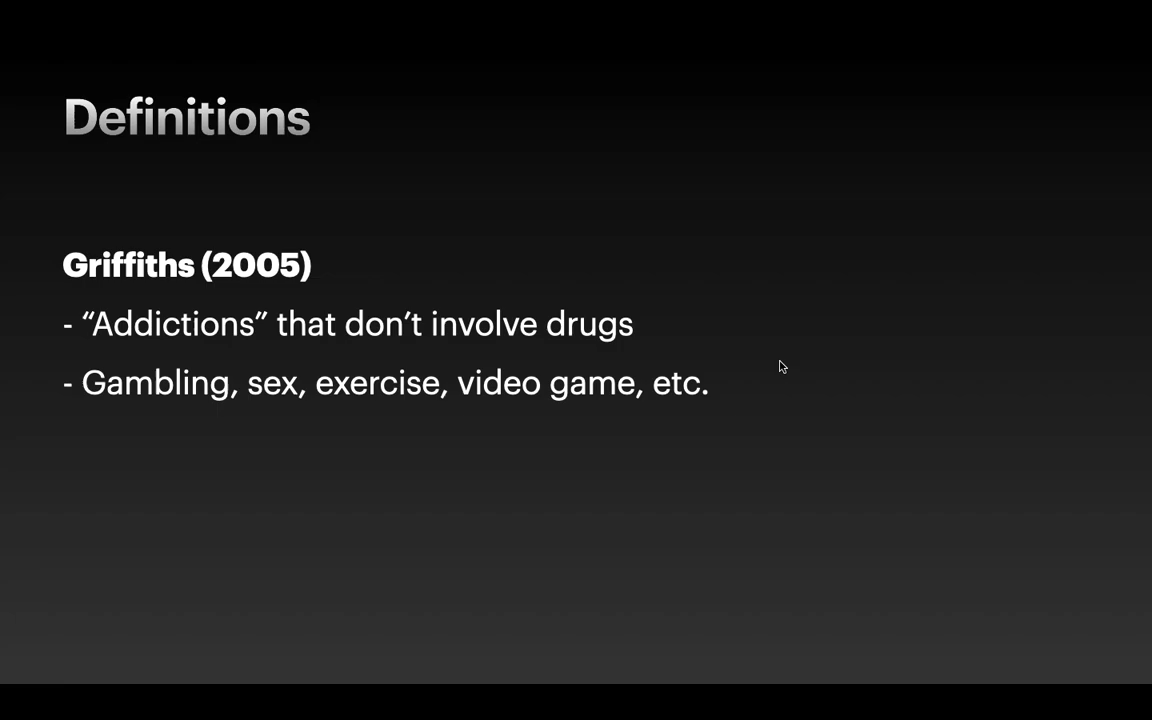 Definitions
Griffiths (2005)
- “Addictions” that don’t involve drugs
- Gambling, sex, exercise, video game, etc.